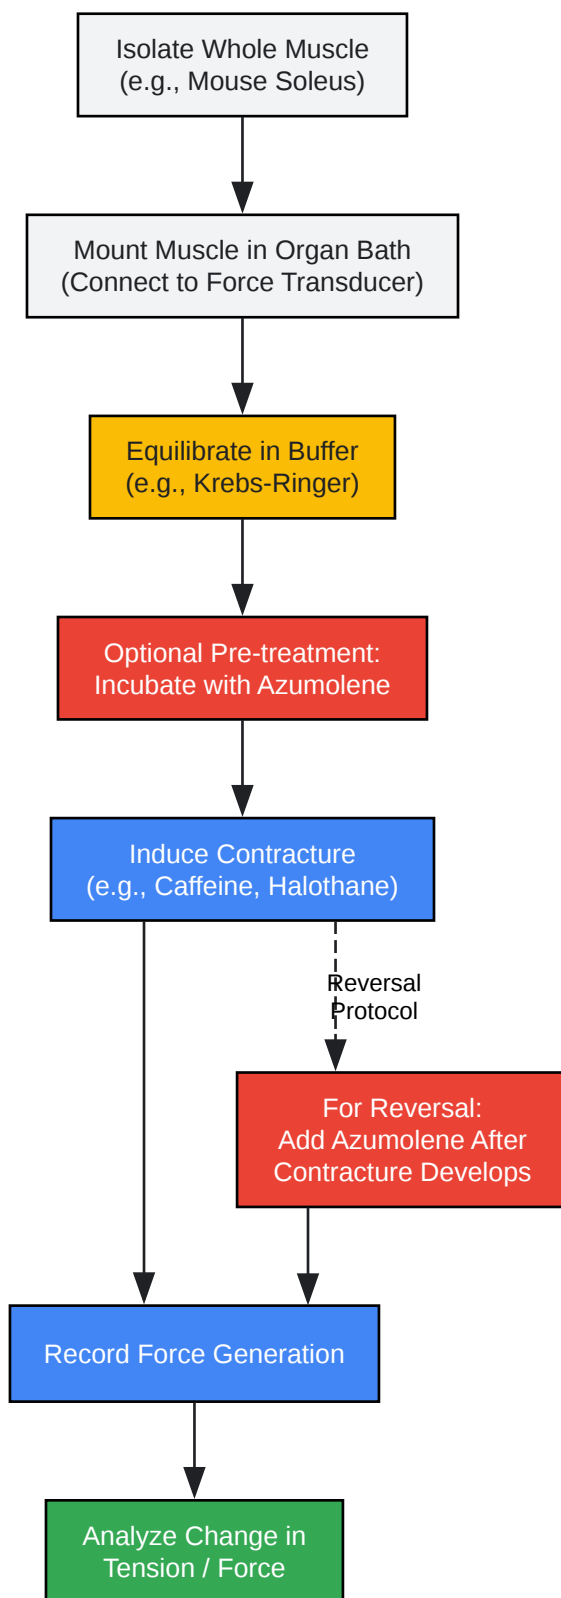 Isolate Whole Muscle
(e.g., Mouse Soleus)
Mount Muscle in Organ Bath
(Connect to Force Transducer)
Equilibrate in Buffer
(e.g., Krebs-Ringer)
Optional Pre-treatment:
Incubate with Azumolene
Induce Contracture
(e.g., Caffeine, Halothane)
Reversal
Protocol
For Reversal:
Add Azumolene After
Contracture Develops
Record Force Generation
Analyze Change in
Tension / Force